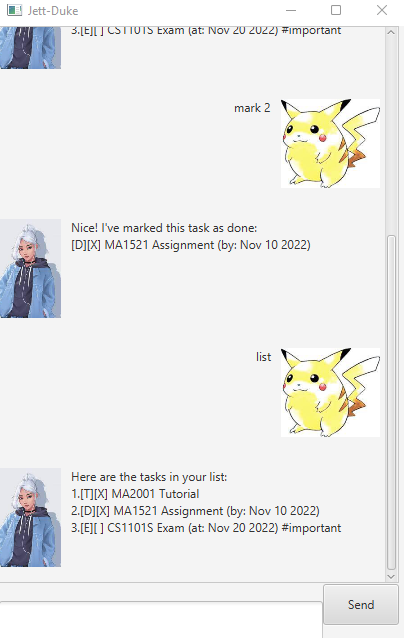 Jett-Duke
3.[E][ ] CS1101S Exam (at: Nov 20 2022) #important
mark 2
Nice! I've marked this task as done:
[D][X] MA1521 Assignment (by: Nov 10 2022)
list
Here are the tasks in your list:
1.[T][X] MA2001 Tutorial
2.[D][X] MA1521 Assignment (by: Nov 10 2022)
3.[E][ ] CS1101S Exam (at: Nov 20 2022) #important
Send